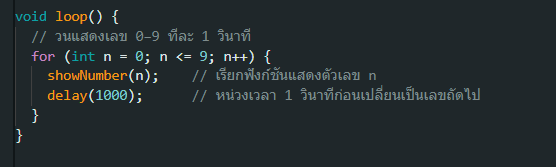 void loop() {
  // วนแสดงเลข 0–9 ทีละ 1 วินาที
  for (int n = 0; n <= 9; n++) {
    showNumber(n);    // เรียกฟังก์ชันแสดงตัวเลข n
    delay(1000);      // หน่วงเวลา 1 วินาทีก่อนเปลี่ยนเป็นเลขถัดไป
  }
}